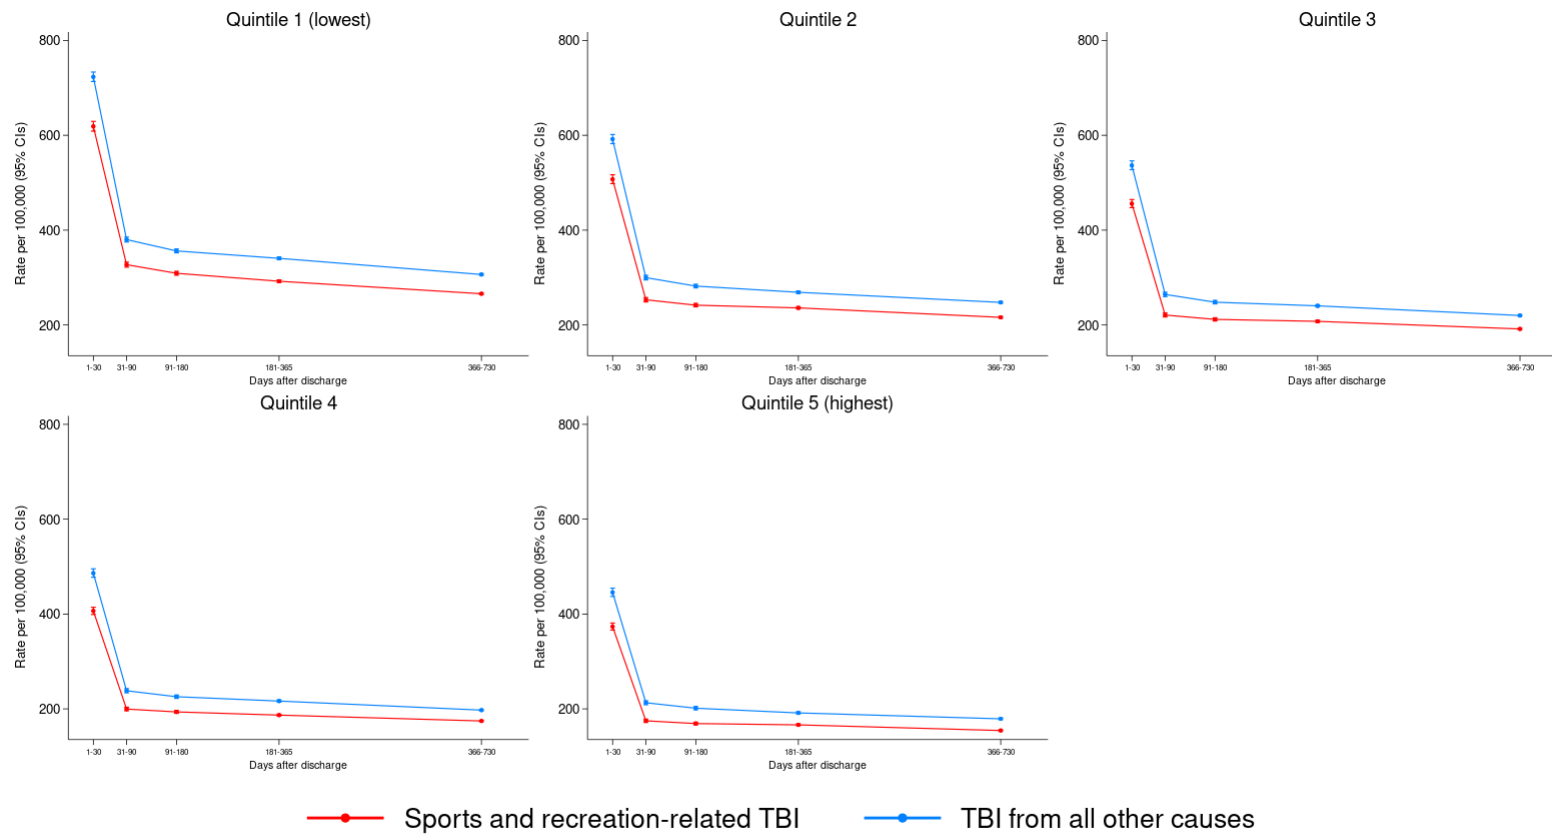 Quintile 1 (lowest)
800
600
400
200
Rate per 100,000 (95% CIs)
1-30 31-90 91-180 181-365 366-730
Days after discharge
Quintile 2
800
600
400
200
Rate per 100,000 (95% CIs)
1-30 31-90 91-180 181-365 366-730
Days after discharge
Quintile 3
800
600
400
200
Rate per 100,000 (95% CIs)
1-30 31-90 91-180 181-365 366-730
Days after discharge
Quintile 4
800
600
400
200
Rate per 100,000 (95% CIs)
1-30 31-90 91-180 181-365 366-730
Days after discharge
Quintile 5 (highest)
800
600
400
200
Rate per 100,000 (95% CIs)
1-30 31-90 91-180 181-365 366-730
Days after discharge
Sports and recreation-related TBI TBI from all other causes